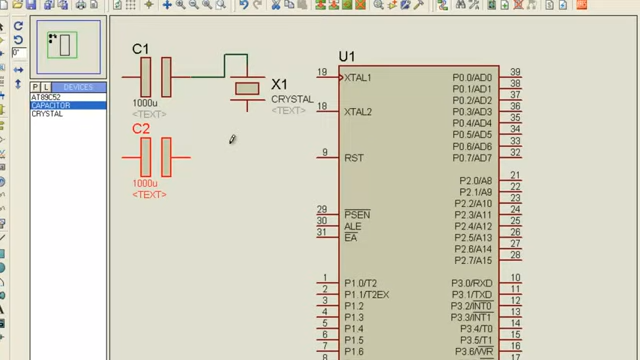 0°
P L DEVICES
AT89C52
CAPACITOR
CRYSTAL
C1
1000u
<TEXT>
C2
1000u
<TEXT>
X1
CRYSTAL
<TEXT>
U1
19 XTAL1
18 XTAL2
9 RST
29 PSEN
30 ALE
31 EA
1 P1.0/T2
2 P1.1/T2EX
3 P1.2
4 P1.3
5 P1.4
6 P1.5
7 P1.6
8
P0.0/AD0 39
P0.1/AD1 38
P0.2/AD2 37
P0.3/AD3 36
P0.4/AD4 35
P0.5/AD5 34
P0.6/AD6 33
P0.7/AD7 32
P2.0/A8 21
P2.1/A9 22
P2.2/A10 23
P2.3/A11 24
P2.4/A12 25
P2.5/A13 26
P2.6/A14 27
P2.7/A15 28
P3.0/RXD 10
P3.1/TXD 11
P3.2/INT0 12
P3.3/INT1 13
P3.4/T0 14
P3.5/T1 15
P3.6/WR 16